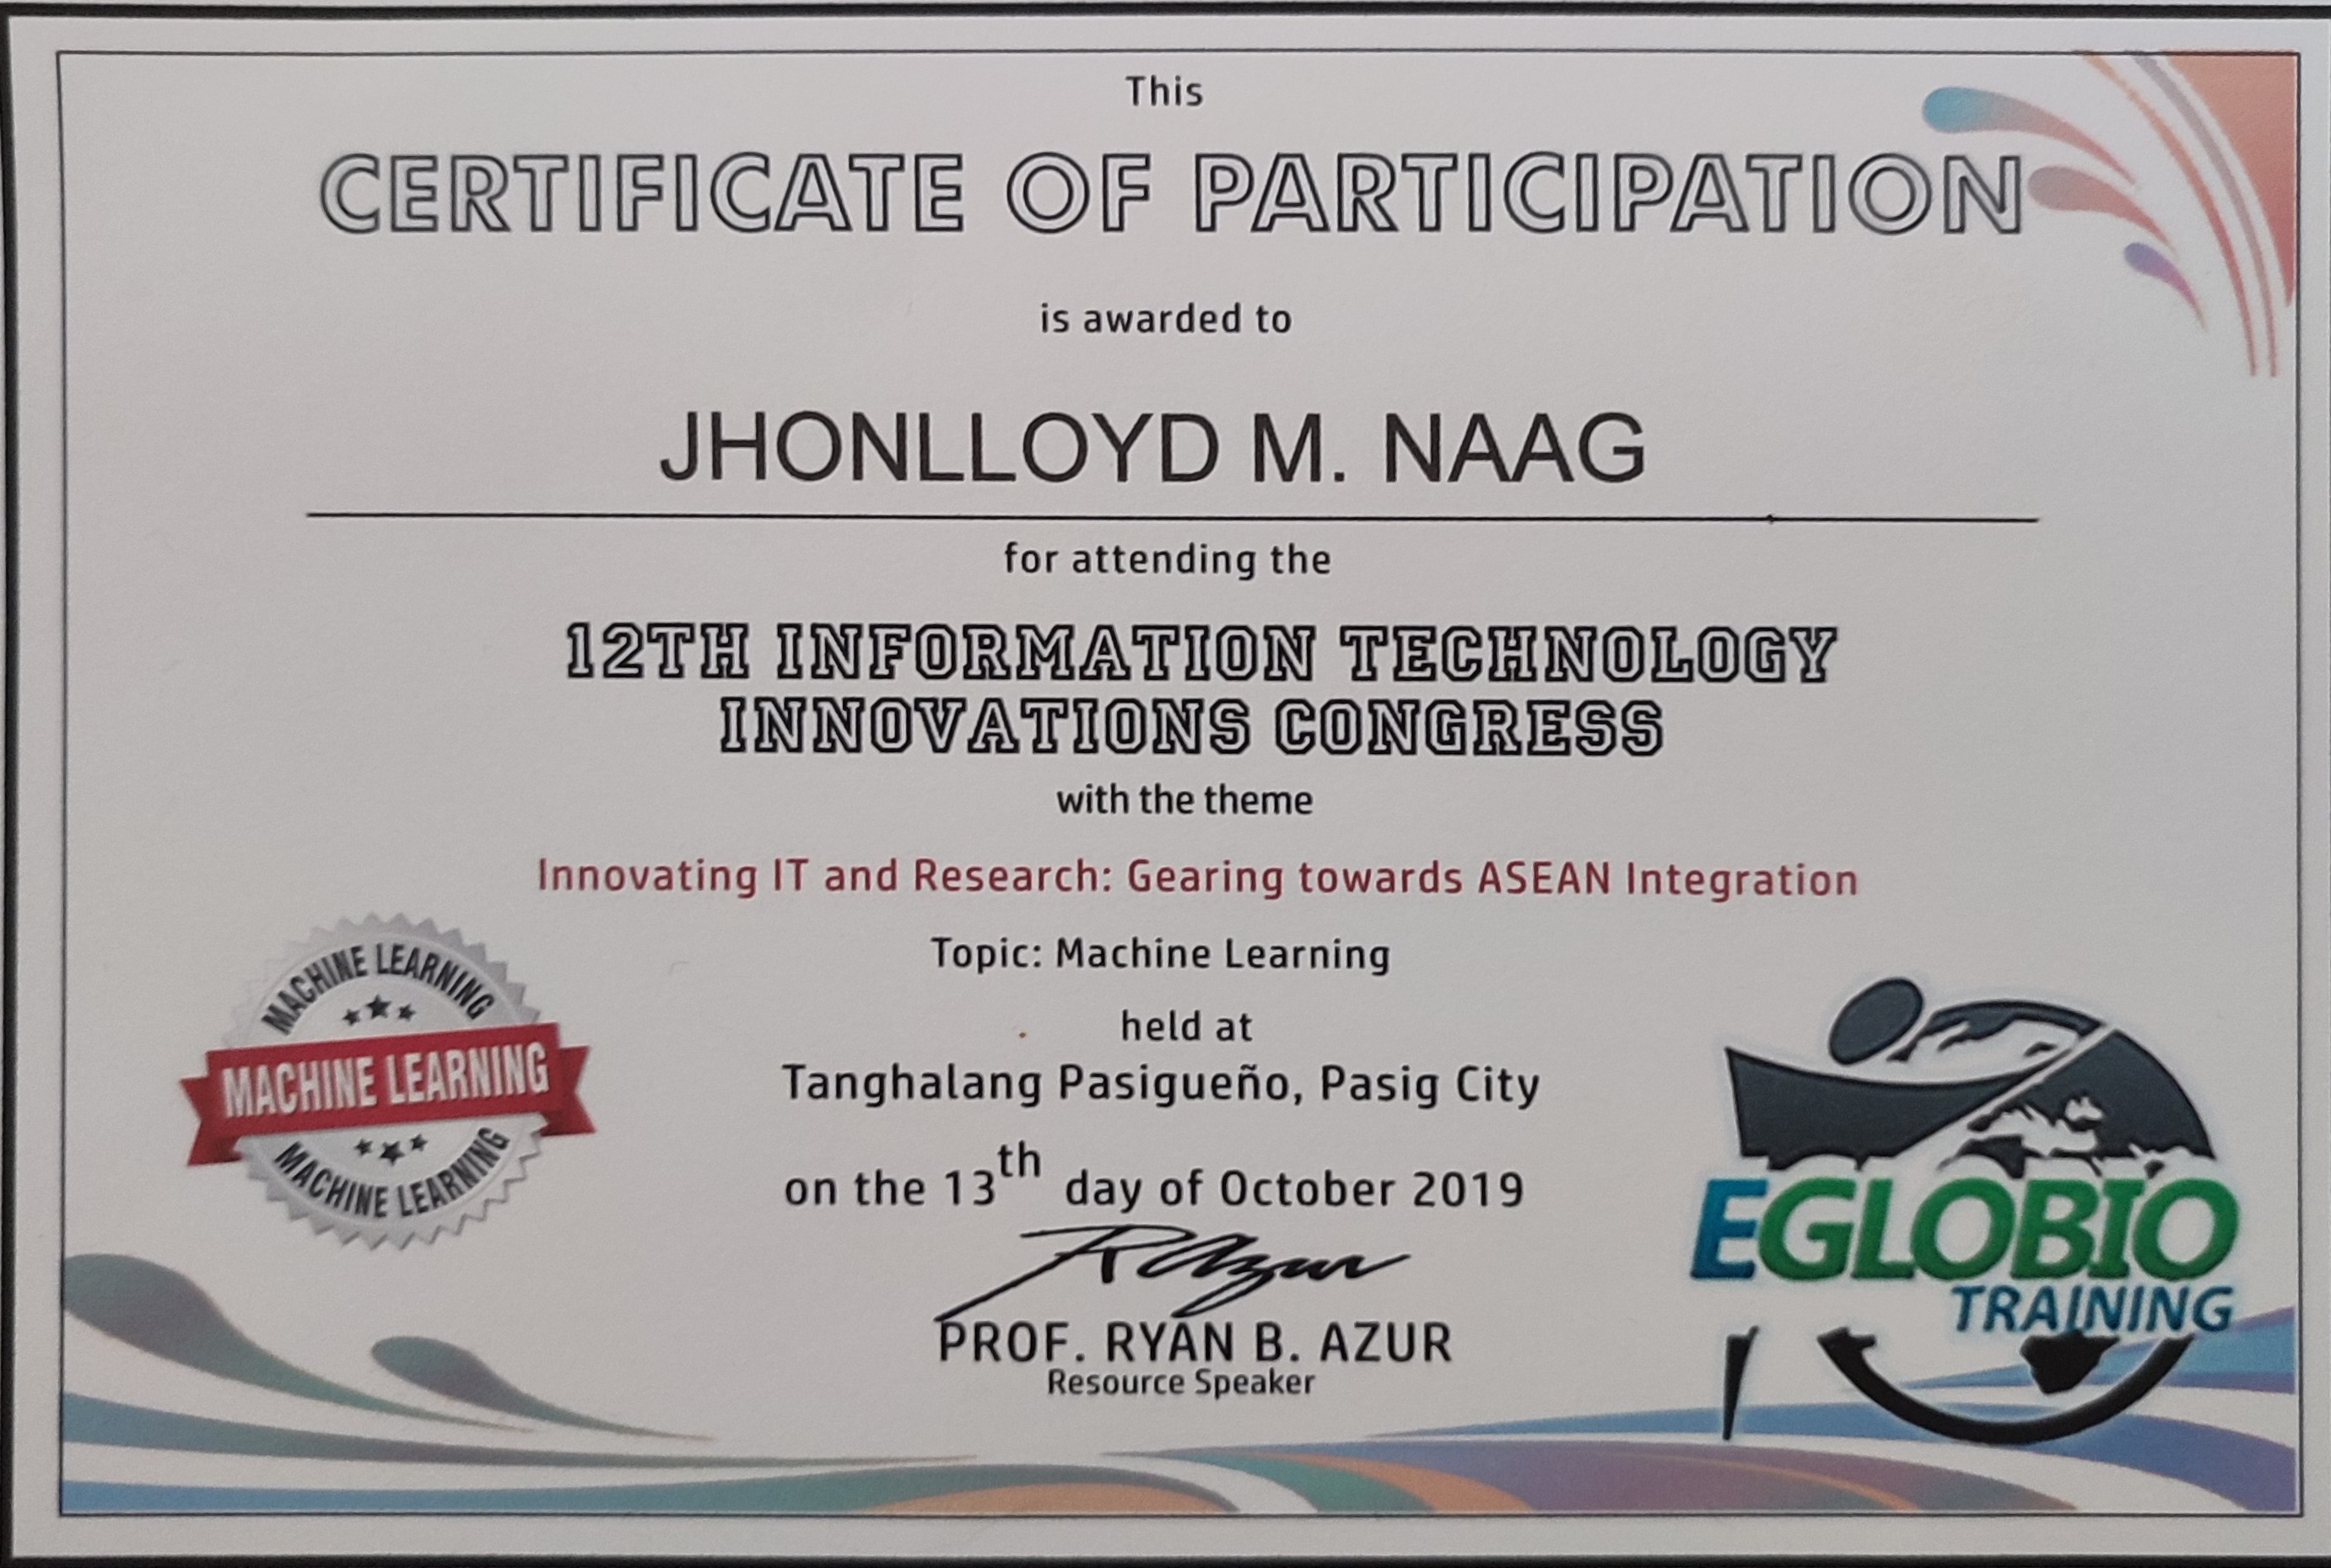 This
CERTIFICATE OF PARTICIPATION
is awarded to
JHONLLOYD M. NAAG
for attending the
12TH INFORMATION TECHNOLOGY
INNOVATIONS CONGRESS
with the theme
Innovating IT and Research: Gearing towards ASEAN Integration
Topic: Machine Learning
held at
Tanghalang Pasigueño, Pasig City
on the 13th day of October 2019
RAzur
PROF. RYAN B. AZUR
Resource Speaker
MACHINE LEARNING
MACHINE LEARNING
MACHINE LEARNING
EGLOBIO
TRAINING